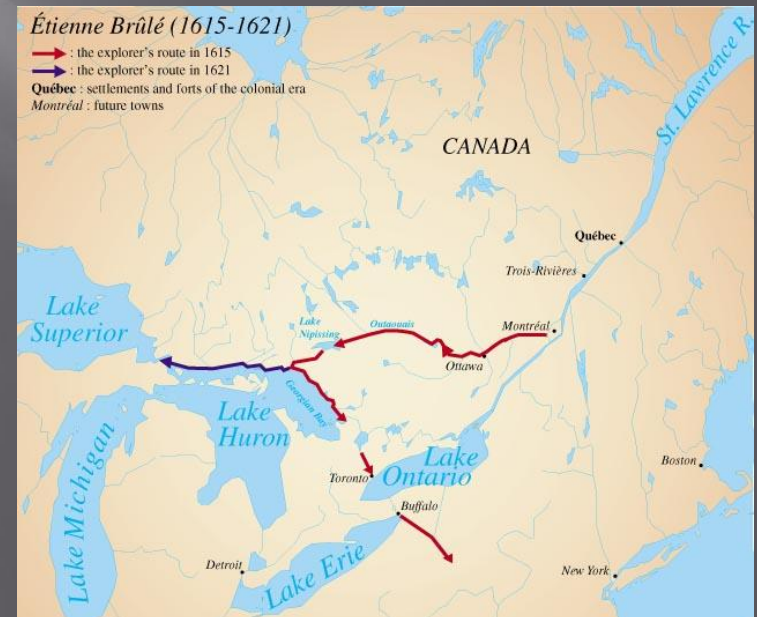 Étienne Brûlé (1615-1621)
: the explorer's route in 1615
: the explorer's route in 1621
Québec : settlements and forts of the colonial era
Montréal : future towns
St. Lawrence R.
CANADA
Québec
Trois-Rivières
Lake
Superior
Lake
Nipissing
Outaouais
Montréal
Ottawa
Georgian Bay
Lake
Huron
Lake Michigan
Lake
Ontario
Toronto
Boston
Buffalo
Detroit
Lake Erie
New York